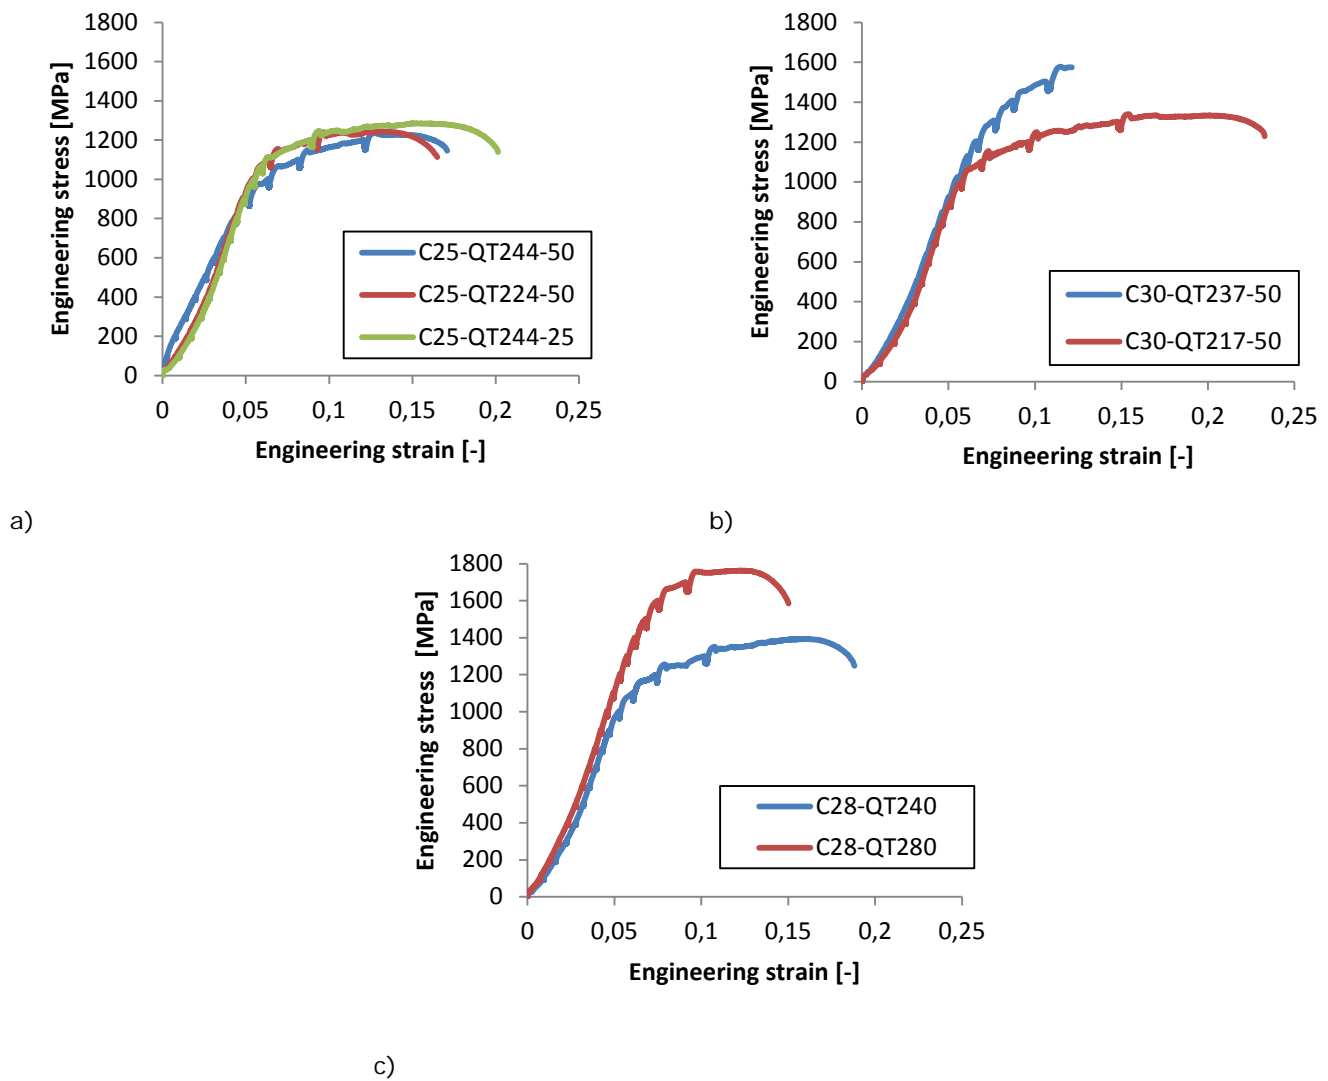 Engineering stress [MPa]
1800
1600
1400
1200
1000
800
600
400
200
0
0 0,05 0,1 0,15 0,2 0,25
Engineering strain [-]
C25-QT244-50
C25-QT224-50
C25-QT244-25
a)
Engineering stress [MPa]
1800
1600
1400
1200
1000
800
600
400
200
0
0 0,05 0,1 0,15 0,2 0,25
Engineering strain [-]
C30-QT237-50
C30-QT217-50
b)
Engineering stress [MPa]
1800
1600
1400
1200
1000
800
600
400
200
0
0 0,05 0,1 0,15 0,2 0,25
Engineering strain [-]
C28-QT240
C28-QT280
c)